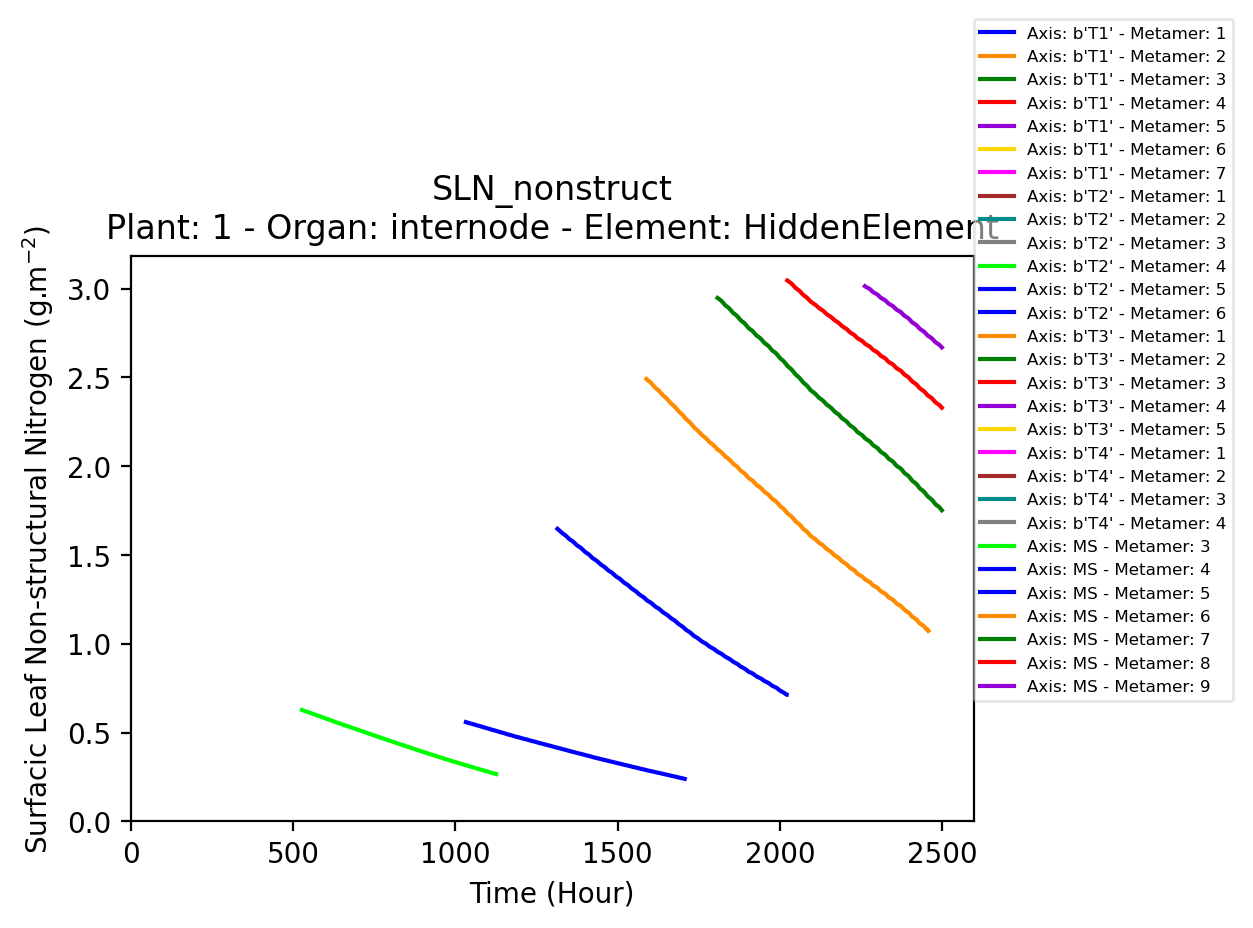 SLN_nonstruct
Plant: 1 - Organ: internode - Element: HiddenElement
Surfacic Leaf Non-structural Nitrogen (g.m⁻²)
3.0
2.5
2.0
1.5
1.0
0.5
0.0
0 500 1000 1500 2000 2500
Time (Hour)
Axis: b'T1' - Metamer: 1
Axis: b'T1' - Metamer: 2
Axis: b'T1' - Metamer: 3
Axis: b'T1' - Metamer: 4
Axis: b'T1' - Metamer: 5
Axis: b'T1' - Metamer: 6
Axis: b'T1' - Metamer: 7
Axis: b'T2' - Metamer: 1
Axis: b'T2' - Metamer: 2
Axis: b'T2' - Metamer: 3
Axis: b'T2' - Metamer: 4
Axis: b'T2' - Metamer: 5
Axis: b'T2' - Metamer: 6
Axis: b'T3' - Metamer: 1
Axis: b'T3' - Metamer: 2
Axis: b'T3' - Metamer: 3
Axis: b'T3' - Metamer: 4
Axis: b'T3' - Metamer: 5
Axis: b'T4' - Metamer: 1
Axis: b'T4' - Metamer: 2
Axis: b'T4' - Metamer: 3
Axis: b'T4' - Metamer: 4
Axis: MS - Metamer: 3
Axis: MS - Metamer: 4
Axis: MS - Metamer: 5
Axis: MS - Metamer: 6
Axis: MS - Metamer: 7
Axis: MS - Metamer: 8
Axis: MS - Metamer: 9